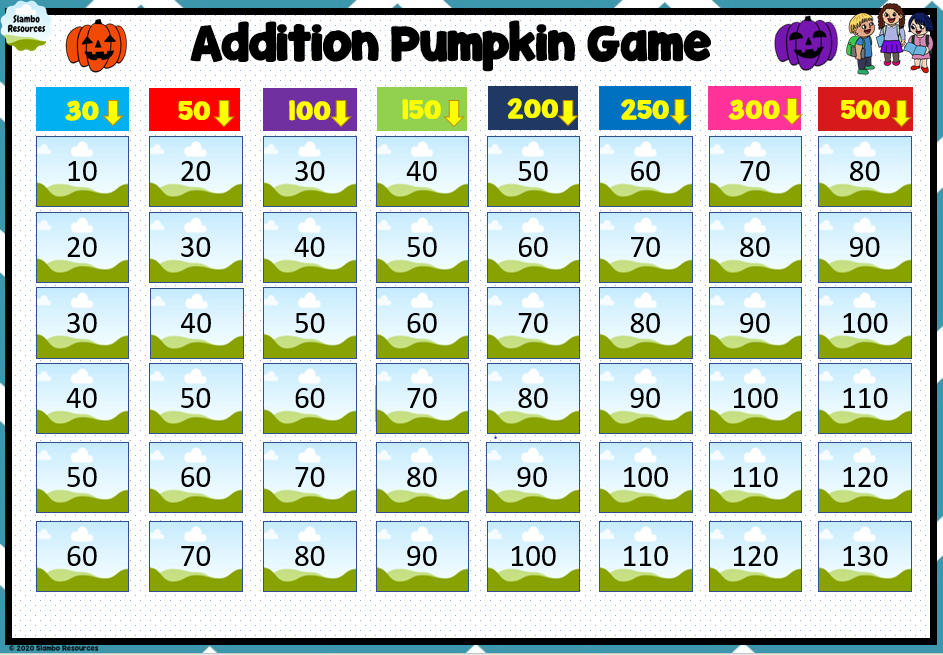 Slambo
Resources
Addition Pumpkin Game
30 50 100 150 200 250 300 500
10 20 30 40 50 60 70 80
20 30 40 50 60 70 80 90
30 40 50 60 70 80 90 100
40 50 60 70 80 90 100 110
50 60 70 80 90 100 110 120
60 70 80 90 100 110 120 130
© 2020 Slambo Resources